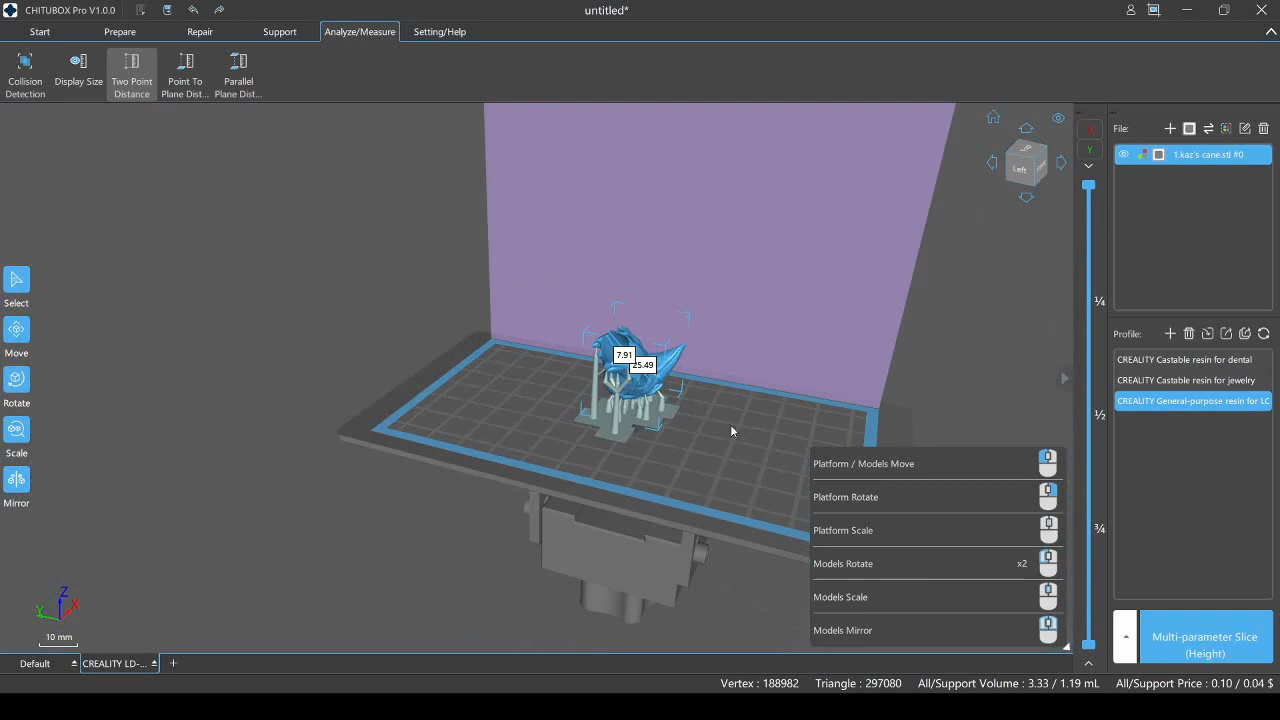 CHITUBOX Pro V1.0.0
untitled*
Start
Prepare
Repair
Support
Analyze/Measure
Setting/Help
Collision
Detection
Display Size
Two Point
Distance
Point To
Plane Dist...
Parallel
Plane Dist...
X
Y
File:
1.kaz's cane.stl #0
Left
Select
Move
Rotate
Scale
Mirror
7.91
25.49
¼
½
¾
Profile:
CREALITY Castable resin for dental
CREALITY Castable resin for jewelry
CREALITY General-purpose resin for LC
Platform / Models Move
Platform Rotate
Platform Scale
Models Rotate x2
Models Scale
Models Mirror
Z
Y
X
10 mm
Multi-parameter Slice
(Height)
Default
CREALITY LD-...
Vertex : 188982
Triangle : 297080
All/Support Volume : 3.33 / 1.19 mL
All/Support Price : 0.10 / 0.04 $